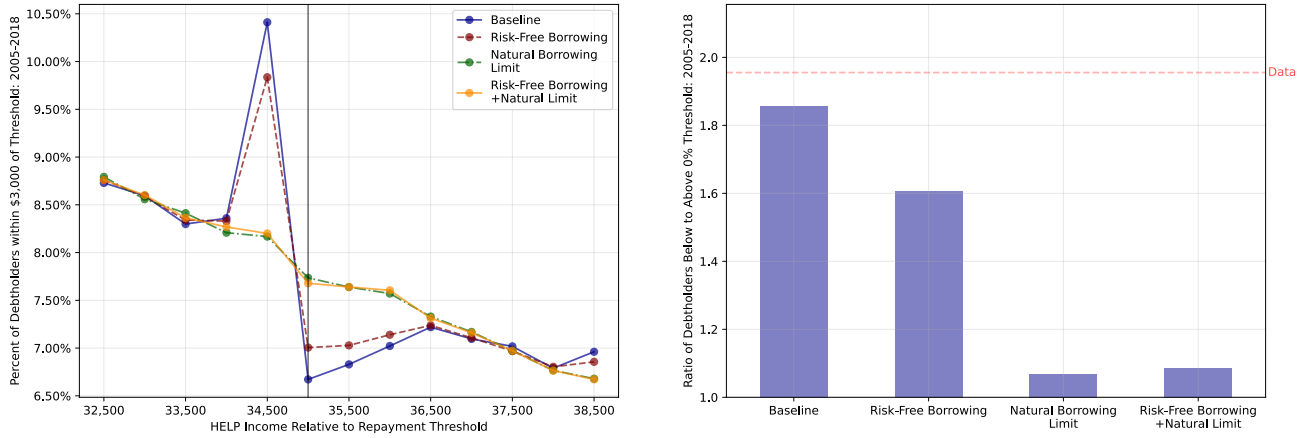 Percent of Debtholders within $3,000 of Threshold: 2005-2018
10.50%
10.00%
9.50%
9.00%
8.50%
8.00%
7.50%
7.00%
6.50%
32,500
33,500
34,500
35,500
36,500
37,500
38,500
HELP Income Relative to Repayment Threshold
Baseline
Risk-Free Borrowing
Natural Borrowing
Limit
Risk-Free Borrowing
+Natural Limit
Ratio of Debtholders Below to Above 0% Threshold: 2005-2018
2.0
1.8
1.6
1.4
1.2
1.0
Data
Baseline
Risk-Free Borrowing
Natural Borrowing
Limit
Risk-Free Borrowing
+Natural Limit